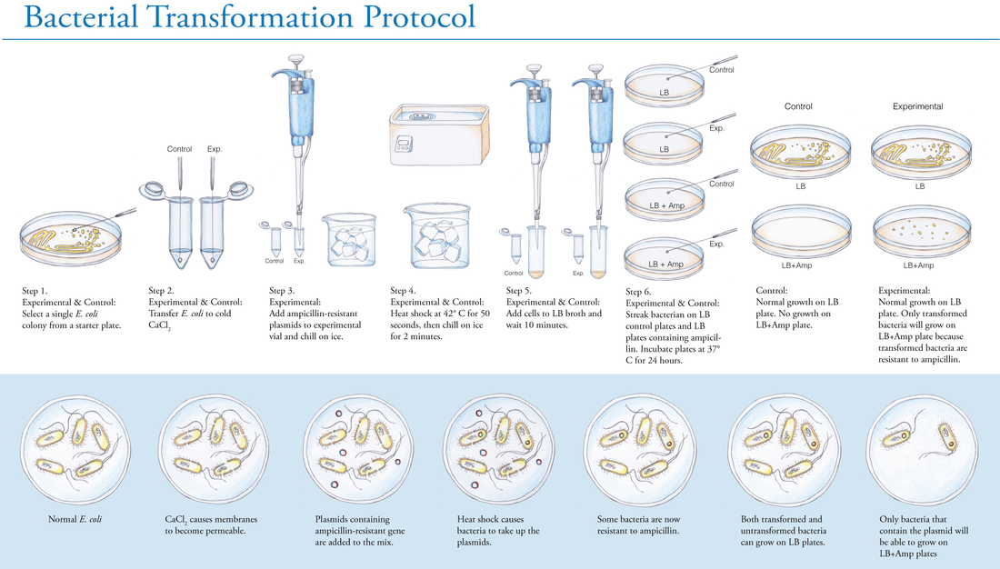 Bacterial Transformation Protocol
Control
Exp.
Control
Exp.
Control
Exp.
LB
Control
LB
Exp.
LB + Amp
Control
LB + Amp
Exp.
Control
Experimental
LB
LB
LB+Amp
LB+Amp
Step 1.
Experimental & Control:
Select a single E. coli
colony from a starter plate.
Step 2.
Experimental & Control:
Transfer E. coli to cold
CaCl2
Step 3.
Experimental:
Add ampicillin-resistant
plasmids to experimental
vial and chill on ice.
Step 4.
Experimental & Control:
Heat shock at 42° C for 50
seconds, then chill on ice
for 2 minutes.
Step 5.
Experimental & Control:
Add cells to LB broth and
wait 10 minutes.
Step 6.
Experimental & Control:
Streak bacterian on LB
control plates and LB
plates containing ampicil-
lin. Incubate plates at 37°
C for 24 hours.
Control:
Normal growth on LB
plate. No growth on
LB+Amp plate.
Experimental:
Normal growth on LB
plate. Only transformed
bacteria will grow on
LB+Amp plate because
transformed bacteria are
resistant to ampicillin.
Normal E. coli
CaCl2 causes membranes
to become permeable.
Plasmids containing
ampicillin-resistant gene
are added to the mix.
Heat shock causes
bacteria to take up the
plasmids.
Some bacteria are now
resistant to ampicillin.
Both transformed and
untransformed bacteria
can grow on LB plates.
Only bacteria that
contain the plasmid will
be able to grow on
LB+Amp plates